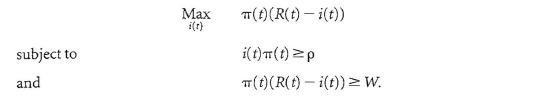 Max π(t)(R(t) − i(t))
i(t)
subject to i(t)π(t) ≥ ρ
and π(t)(R(t) − i(t)) ≥ W.